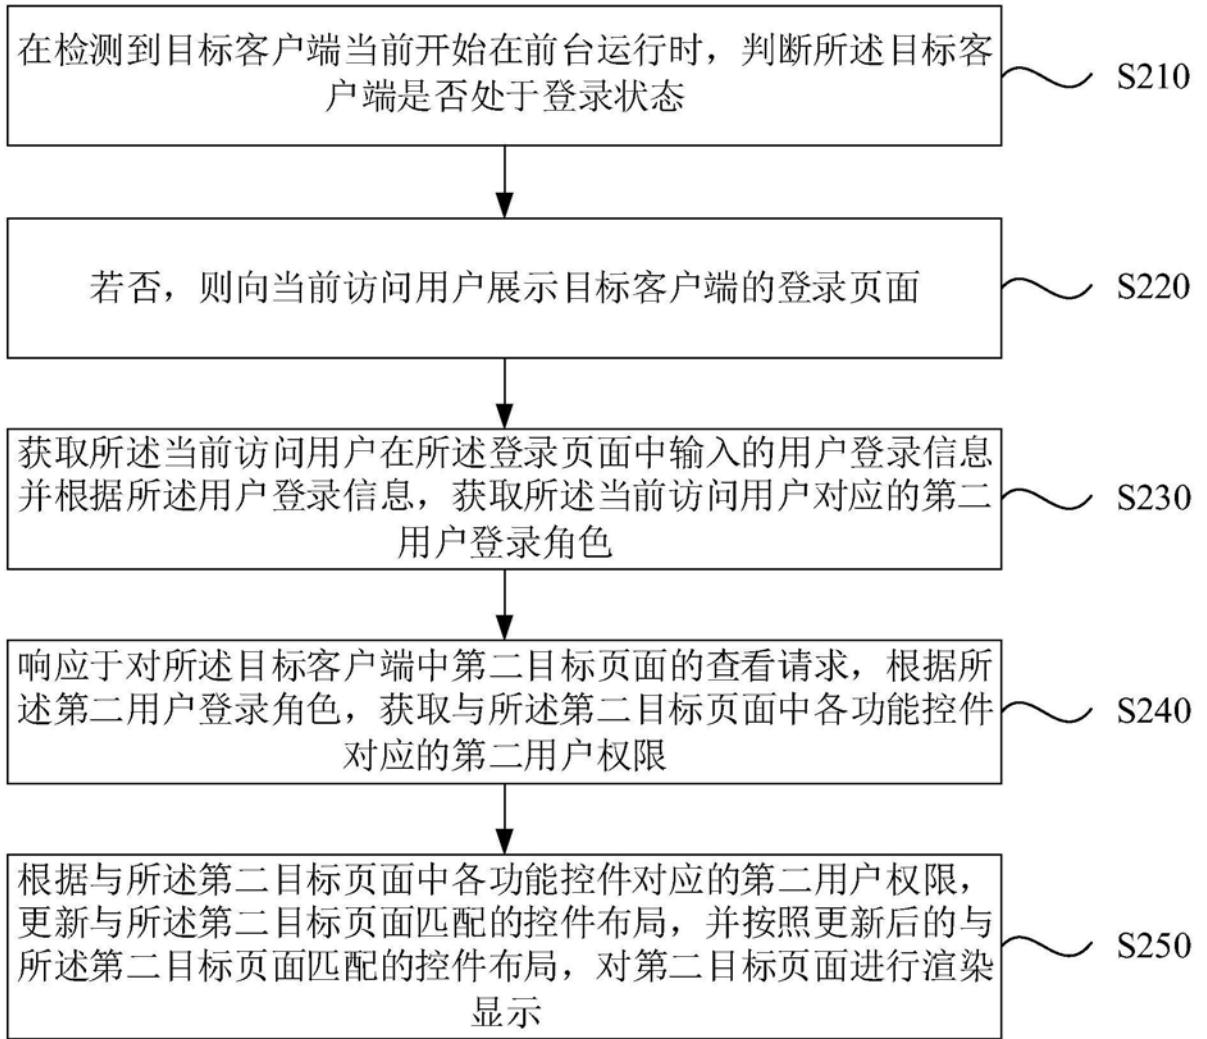 在检测到目标客户端当前开始在前台运行时，判断所述目标客
户端是否处于登录状态
S210
若否，则向当前访问用户展示目标客户端的登录页面
S220
获取所述当前访问用户在所述登录页面中输入的用户登录信息
并根据所述用户登录信息，获取所述当前访问用户对应的第二
用户登录角色
S230
响应于对所述目标客户端中第二目标页面的查看请求，根据所
述第二用户登录角色，获取与所述第二目标页面中各功能控件
对应的第二用户权限
S240
根据与所述第二目标页面中各功能控件对应的第二用户权限，
更新与所述第二目标页面匹配的控件布局，并按照更新后的与
所述第二目标页面匹配的控件布局，对第二目标页面进行渲染
显示
S250